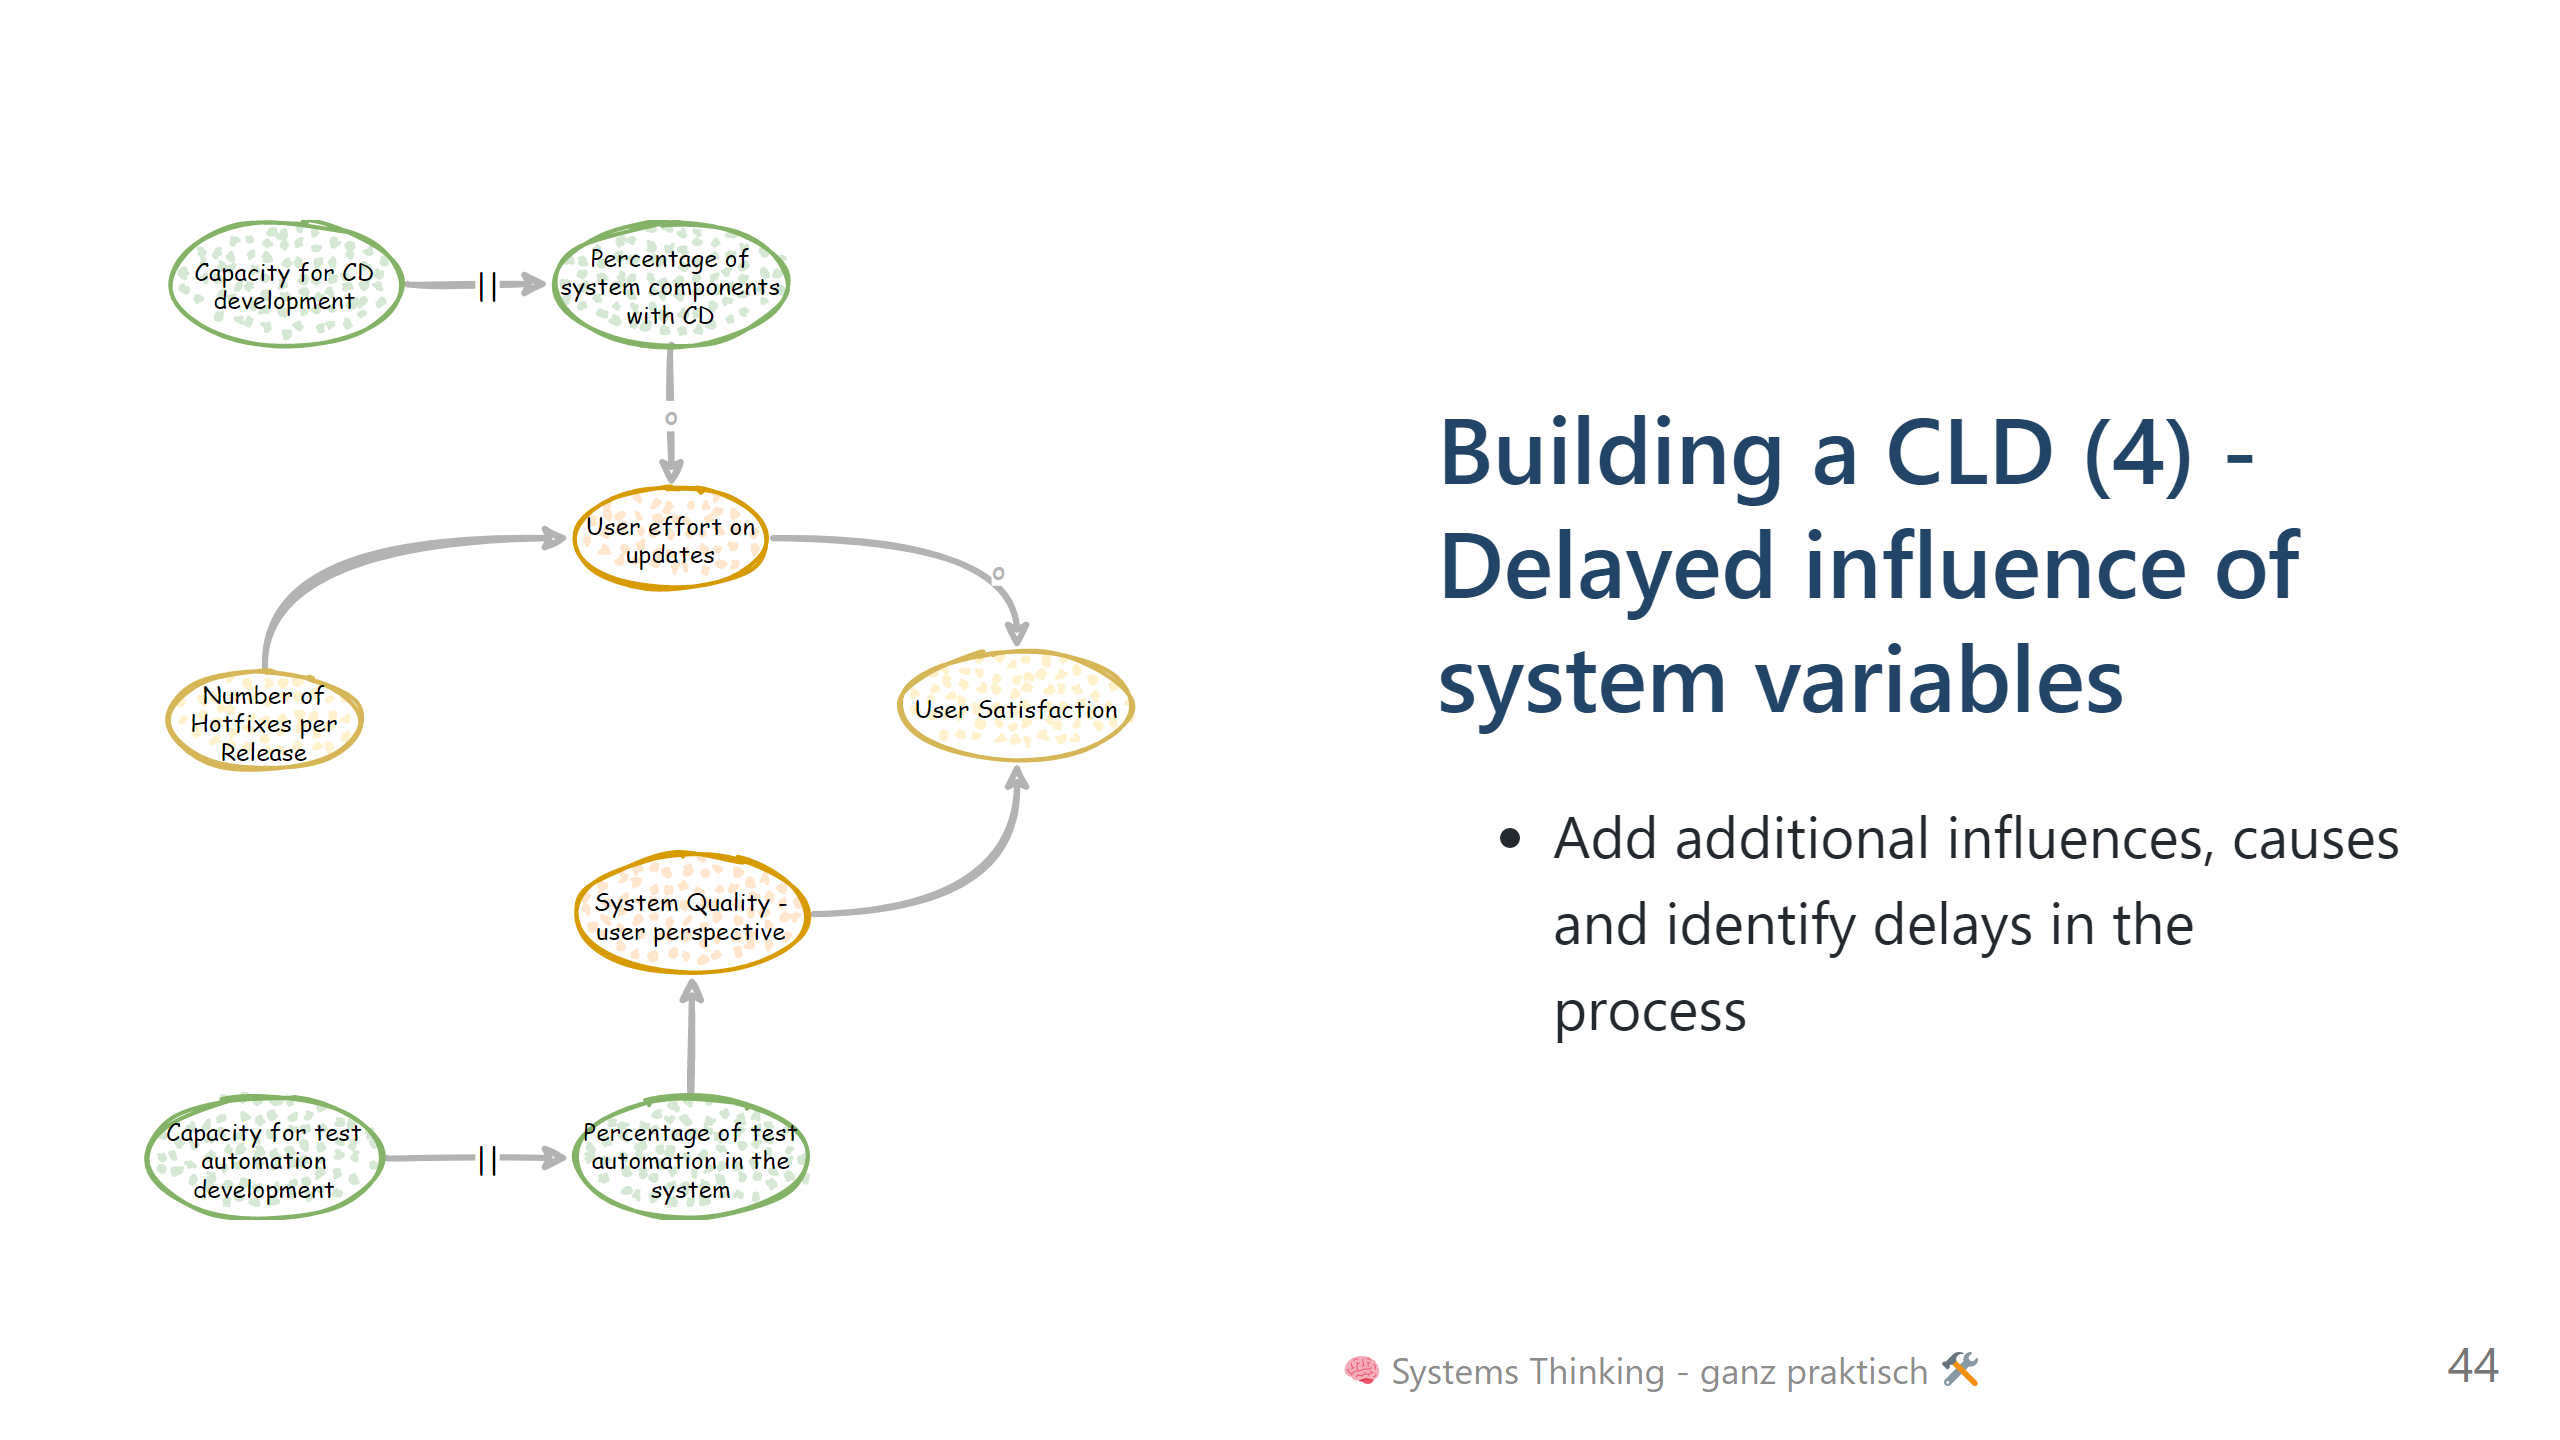 Capacity for CD
development
||
Percentage of
system components
with CD
o
User effort on
updates
o
Number of
Hotfixes per
Release
User Satisfaction
System Quality -
user perspective
Capacity for test
automation
development
||
Percentage of test
automation in the
system
Building a CLD (4) -
Delayed influence of
system variables
• Add additional influences, causes
and identify delays in the
process
🧠 Systems Thinking - ganz praktisch 🛠️
44